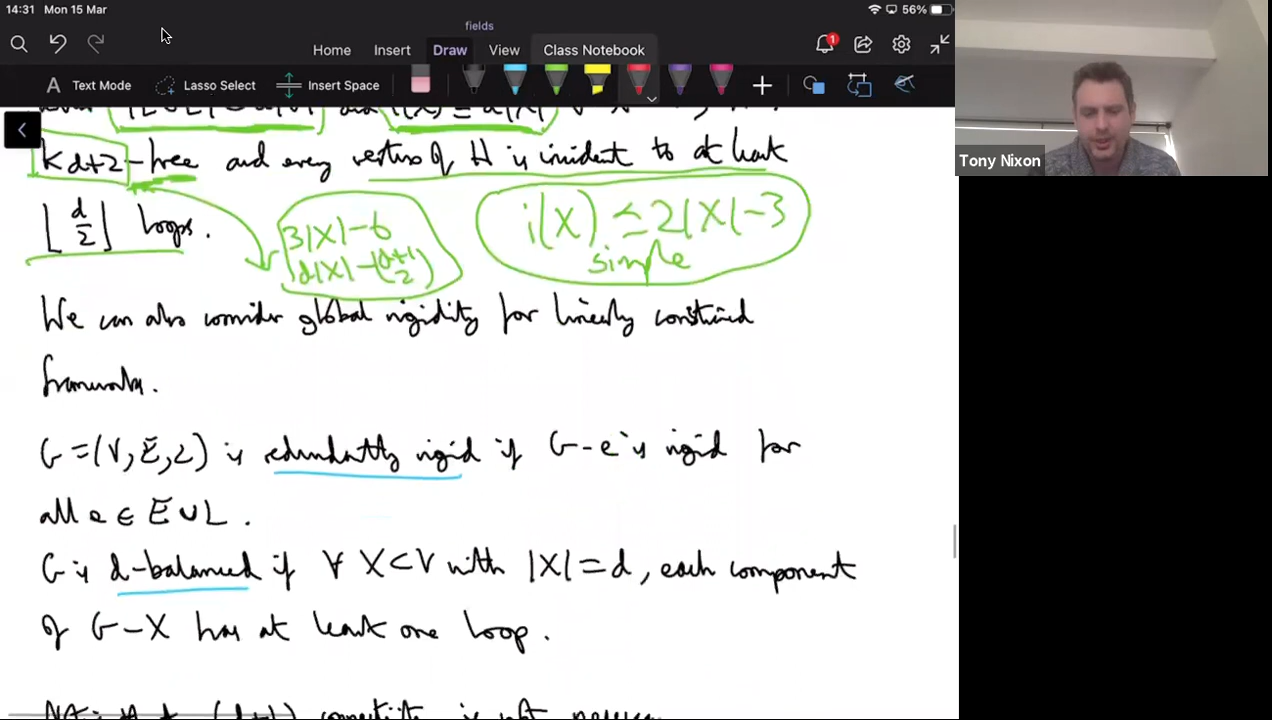 14:31 Mon 15 Mar
56%
fields
Home Insert Draw View Class Notebook
1
Text Mode Lasso Select Insert Space
Kd+2-free and every vertex of H is incident to at least
⌊d/2⌋ loops.
3|X|-6
d|X|-(d+1 2)
i(X) ≤ 2|X|-3
simple
We can also consider global rigidity for linearly constrained
frameworks.
G=(V,E,L) is redundantly rigid if G-e is rigid for
all e ∈ E ∪ L.
G is d-balanced if ∀ X⊂V with |X|=d, each component
of G-X has at least one loop.
Tony Nixon